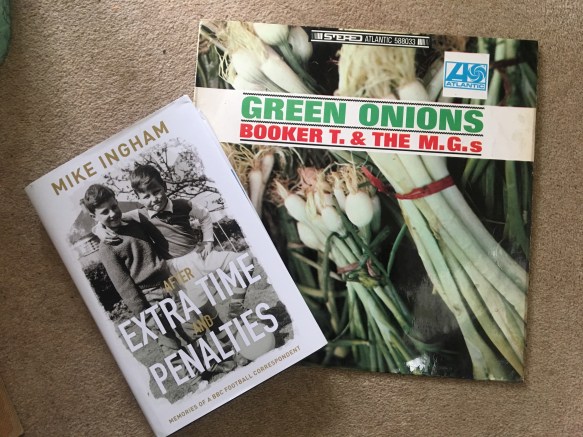 STEREO ATLANTIC 588033
ATLANTIC
GREEN ONIONS
BOOKER T. & THE M.G.s
MIKE INGHAM
AFTER
EXTRA TIME
AND
PENALTIES
MEMORIES OF A BBC FOOTBALL CORRESPONDENT